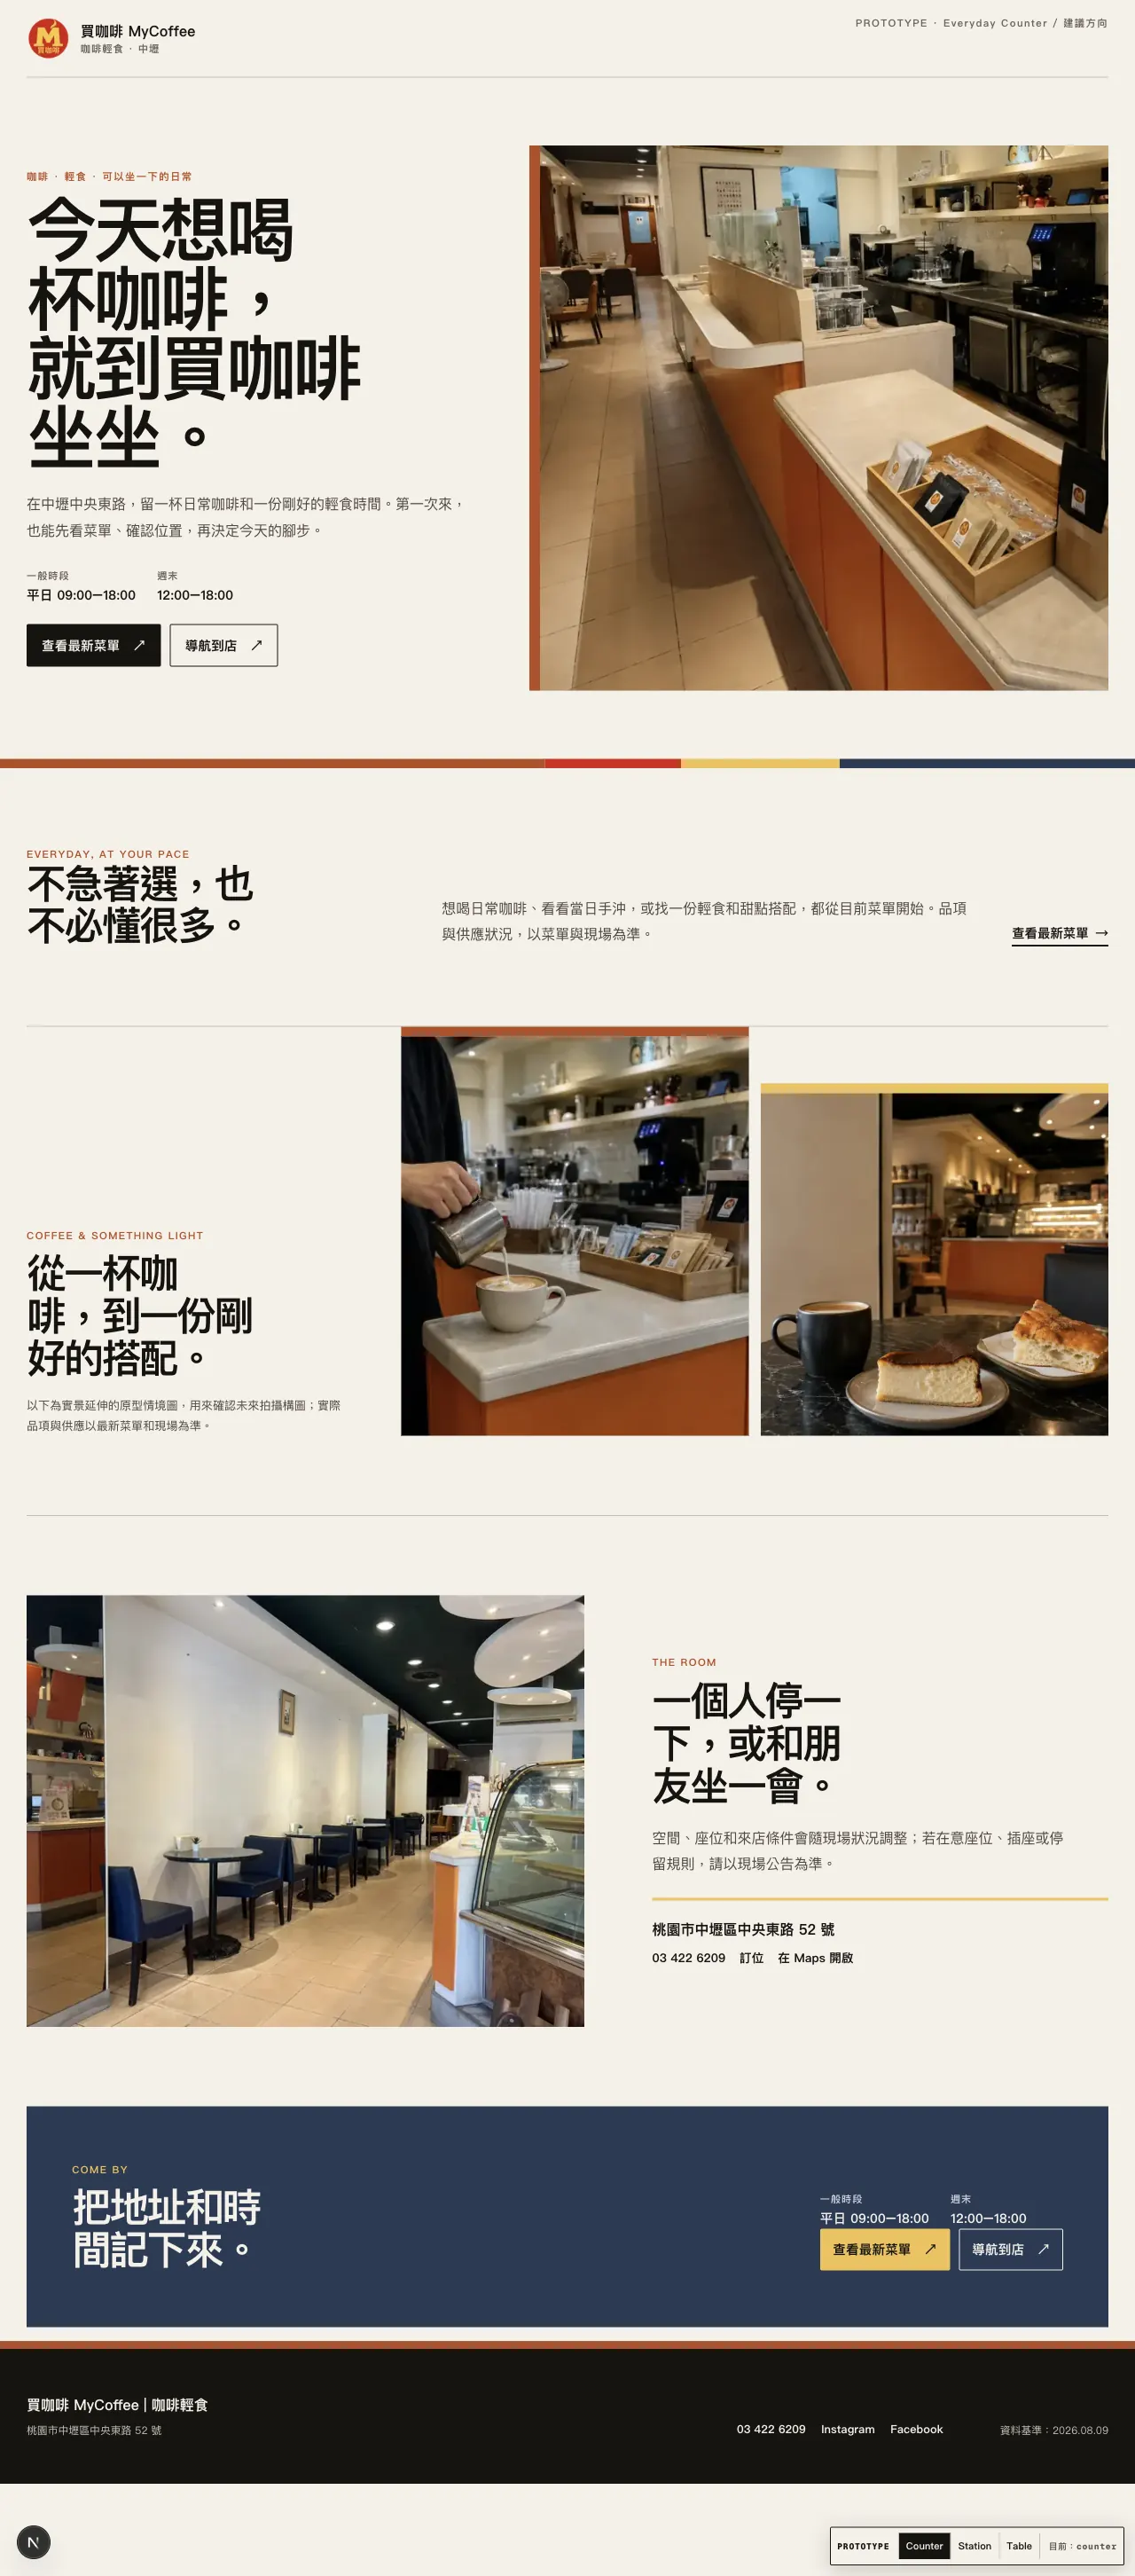 買咖啡 MyCoffee
咖啡輕食 · 中壢
PROTOTYPE · Everyday Counter / 建議方向
咖啡 · 輕食 · 可以坐一下的日常
今天想喝
杯咖啡，
就到買咖啡
坐坐。
在中壢中央東路，留一杯日常咖啡和一份剛好的輕食時間。第一次來，
也能先看菜單、確認位置，再決定今天的腳步。
一般時段 週末
平日 09:00–18:00 12:00–18:00
查看最新菜單 ↗ 導航到店 ↗
EVERYDAY, AT YOUR PACE
不急著選，也
不必懂很多。
想喝日常咖啡、看看當日手沖，或找一份輕食和甜點搭配，都從目前菜單開始。品項
與供應狀況，以菜單與現場為準。
查看最新菜單 →
COFFEE & SOMETHING LIGHT
從一杯咖
啡，到一份剛
好的搭配。
以下為實景延伸的原型情境圖，用來確認未來拍攝構圖；實際
品項與供應以最新菜單和現場為準。
THE ROOM
一個人停一
下，或和朋
友坐一會。
空間、座位和來店條件會隨現場狀況調整；若在意座位、插座或停
留規則，請以現場公告為準。
桃園市中壢區中央東路 52 號
03 422 6209 訂位 在 Maps 開啟
COME BY
把地址和時
間記下來。
一般時段 週末
平日 09:00–18:00 12:00–18:00
查看最新菜單 ↗ 導航到店 ↗
買咖啡 MyCoffee | 咖啡輕食
桃園市中壢區中央東路 52 號
03 422 6209 Instagram Facebook 資料基準：2026.08.09
N
PROTOTYPE Counter Station Table 目前：counter